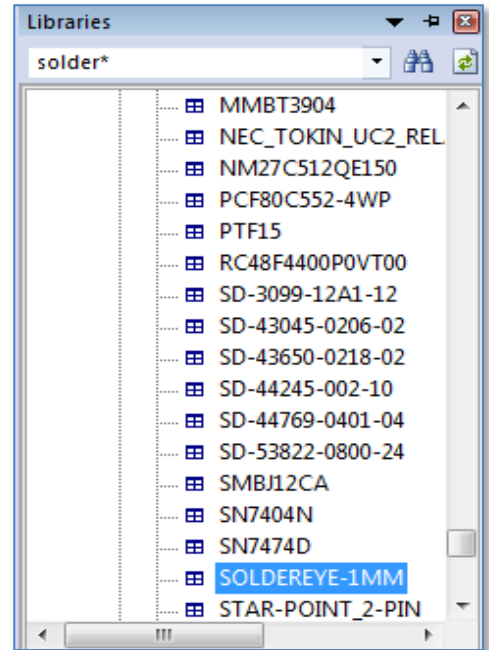 Libraries
solder*
MMBT3904
NEC_TOKIN_UC2_REL
NM27C512QE150
PCF80C552-4WP
PTF15
RC48F4400P0VT00
SD-3099-12A1-12
SD-43045-0206-02
SD-43650-0218-02
SD-44245-002-10
SD-44769-0401-04
SD-53822-0800-24
SMBJ12CA
SN7404N
SN7474D
SOLDEREYE-1MM
STAR-POINT_2-PIN